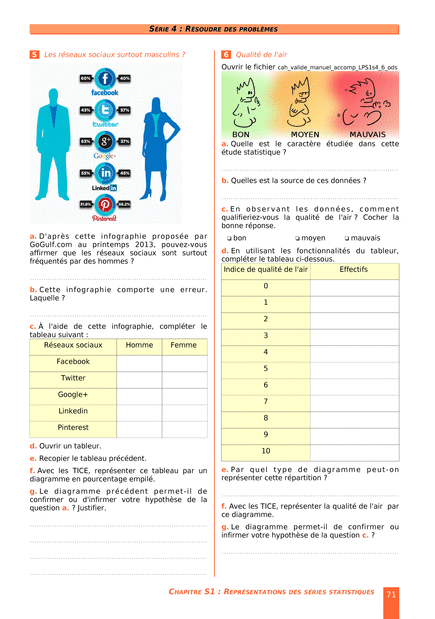 SÉRIE 4 : RÉSOUDRE DES PROBLÈMES
5 Les réseaux sociaux surtout masculins ?
60% 40%
facebook
43% 57%
twitter
63% 37%
Google+
55% 45%
LinkedIn
Pinterest
a. D'après cette infographie proposée par
GoGulf.com au printemps 2013, pouvez-vous
affirmer que les réseaux sociaux sont surtout
fréquentés par des hommes ?
b. Cette infographie comporte une erreur.
Laquelle ?
c. À l'aide de cette infographie, compléter le
tableau suivant :
Réseaux sociaux Homme Femme
Facebook
Twitter
Google+
Linkedin
Pinterest
d. Ouvrir un tableur.
e. Recopier le tableau précédent.
f. Avec les TICE, représenter ce tableau par un
diagramme en pourcentage empilé.
g. Le diagramme précédent permet-il de
confirmer ou d'infirmer votre hypothèse de la
question a. ? Justifier.
6 Qualité de l'air
Ouvrir le fichier cah_valide_manuel_accomp_LPS1s4_6_ods
BON MOYEN MAUVAIS
a. Quelle est le caractère étudiée dans cette
étude statistique ?
b. Quelles est la source de ces données ?
c. En observant les données, comment
qualifieriez-vous la qualité de l'air ? Cocher la
bonne réponse.
❏ bon ❏ moyen ❏ mauvais
d. En utilisant les fonctionnalités du tableur,
compléter le tableau ci-dessous.
Indice de qualité de l'air Effectifs
0
1
2
3
4
5
6
7
8
9
10
e. Par quel type de diagramme peut-on
représenter cette répartition ?
f. Avec les TICE, représenter la qualité de l'air par
ce diagramme.
g. Le diagramme permet-il de confirmer ou
infirmer votre hypothèse de la question c. ?
CHAPITRE S1 : REPRÉSENTATIONS DES SÉRIES STATISTIQUES 71